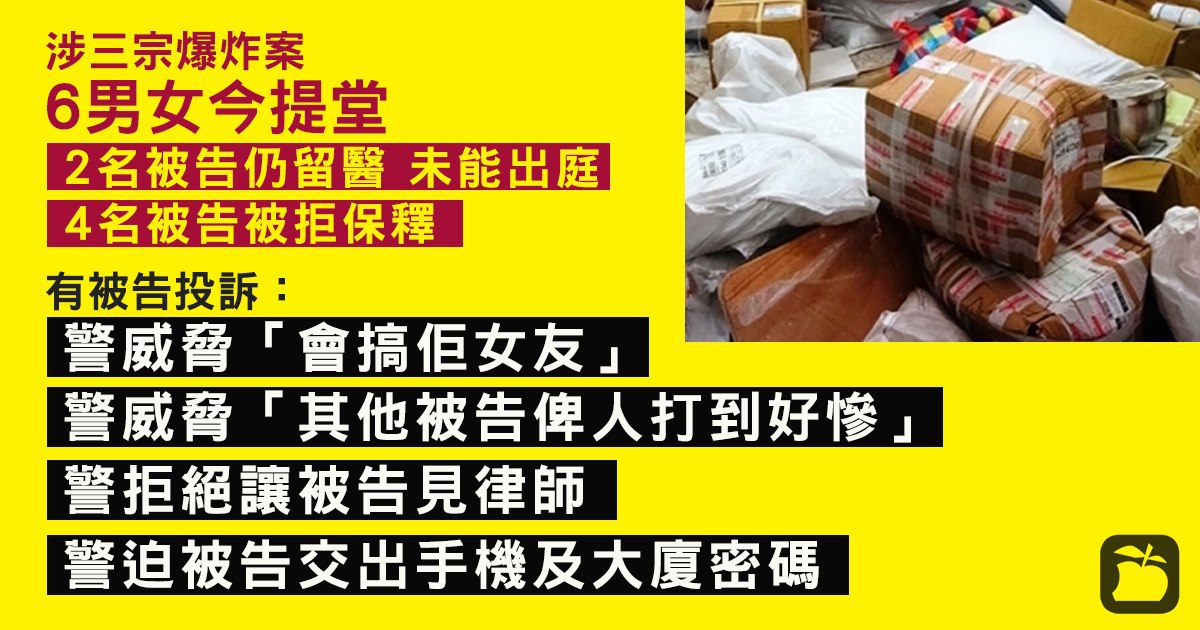 涉三宗爆炸案
6男女今提堂
2名被告仍留醫 未能出庭
4名被告被拒保釋
有被告投訴：
警威脅「會搞佢女友」
警威脅「其他被告俾人打到好慘」
警拒絕讓被告見律師
警迫被告交出手機及大廈密碼